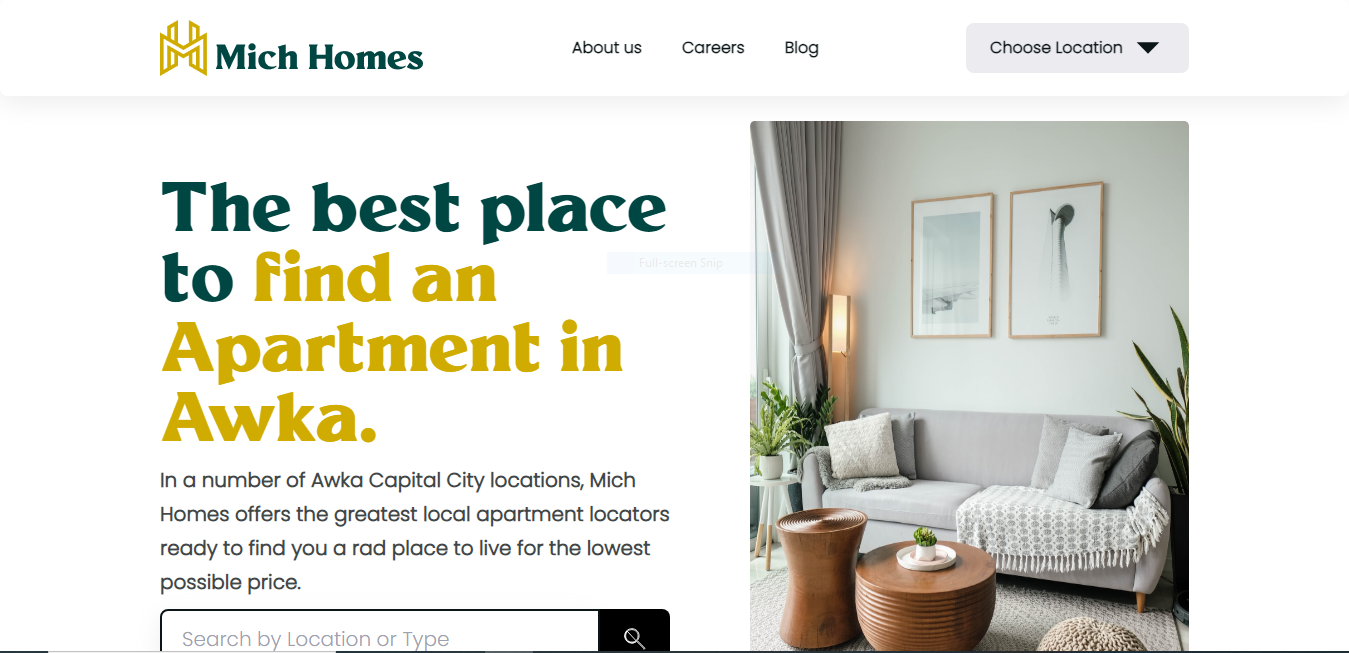 Mich Homes
About us
Careers
Blog
Choose Location
The best place
to find an
Apartment in
Awka.
Full-screen Snip
In a number of Awka Capital City locations, Mich
Homes offers the greatest local apartment locators
ready to find you a rad place to live for the lowest
possible price.
Search by Location or Type